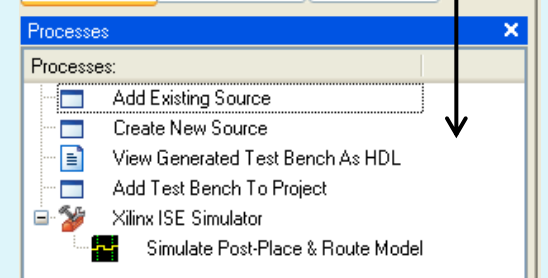 Processes
Processes:
Add Existing Source
Create New Source
View Generated Test Bench As HDL
Add Test Bench To Project
Xilinx ISE Simulator
Simulate Post-Place & Route Model